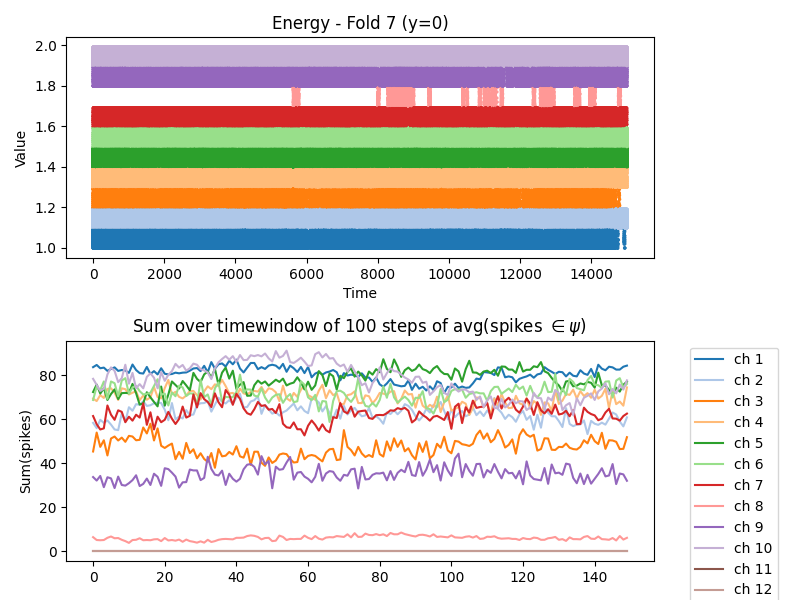 Energy - Fold 7 (y=0)
Value
2.0
1.8
1.6
1.4
1.2
1.0
0 2000 4000 6000 8000 10000 12000 14000
Time
Sum over timewindow of 100 steps of avg(spikes ∈ψ)
Sum(spikes)
80
60
40
20
0
0 20 40 60 80 100 120 140
ch 1
ch 2
ch 3
ch 4
ch 5
ch 6
ch 7
ch 8
ch 9
ch 10
ch 11
ch 12